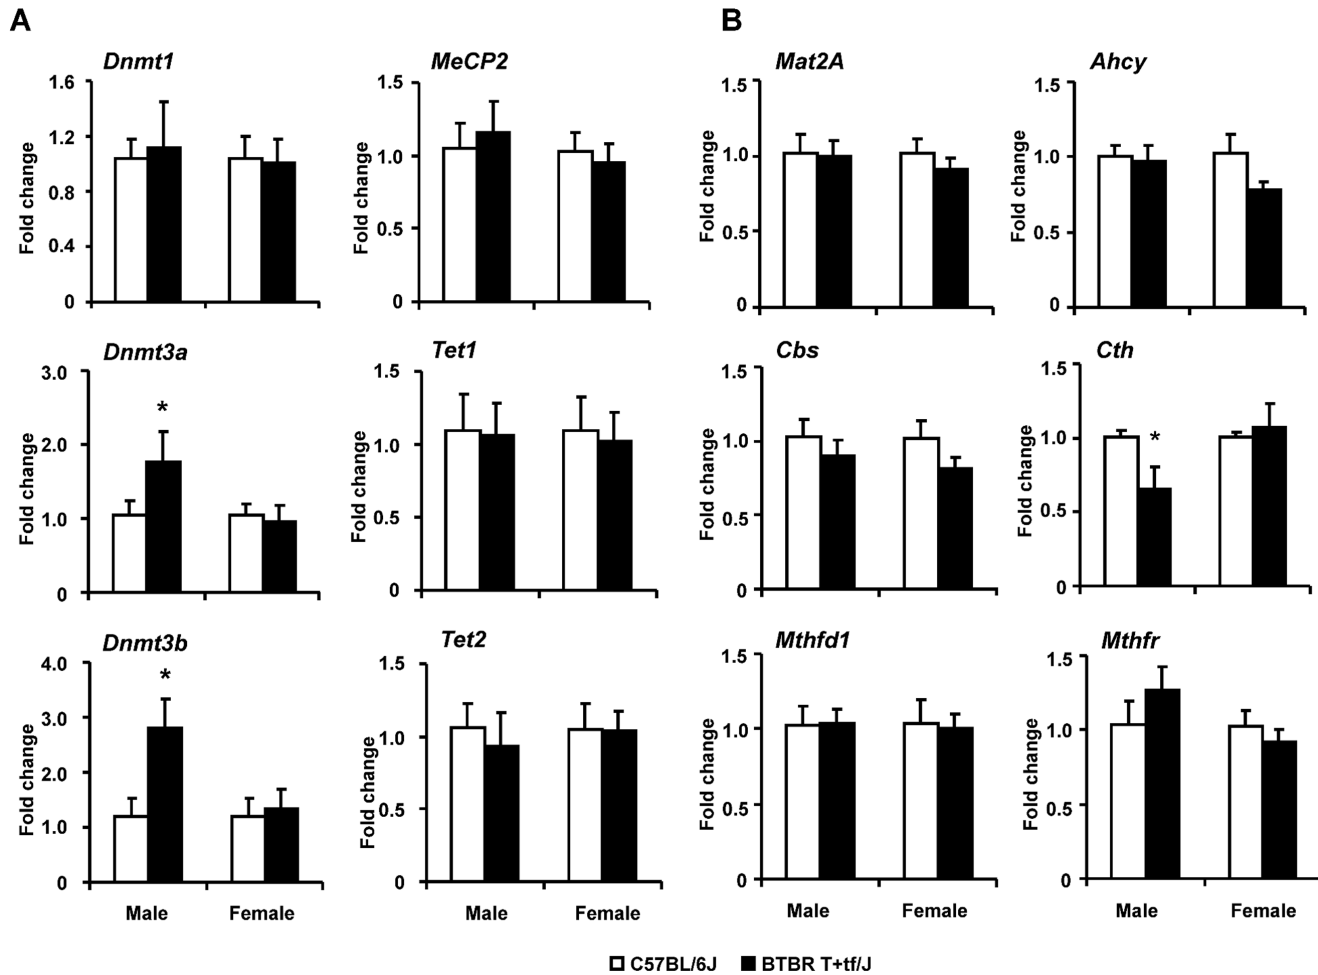 A
B
Dnmt1
1.6
1.2
0.8
0.4
0
Fold change
MeCP2
1.5
1.0
0.5
0
Fold change
Mat2A
1.5
1.0
0.5
0
Fold change
Ahcy
1.5
1.0
0.5
0
Fold change
Dnmt3a
3.0
2.0
1.0
0
Fold change
*
Tet1
1.5
1.0
0.5
0
Fold change
Cbs
1.5
1.0
0.5
0
Fold change
Cth
1.5
1.0
0.5
0
Fold change
*
Dnmt3b
4.0
3.0
2.0
1.0
0
Fold change
*
Male Female
Tet2
1.5
1.0
0.5
0
Fold change
Male Female
Mthfd1
1.5
1.0
0.5
0
Fold change
Male Female
Mthfr
1.5
1.0
0.5
0
Fold change
Male Female
C57BL/6J BTBR T+tf/J